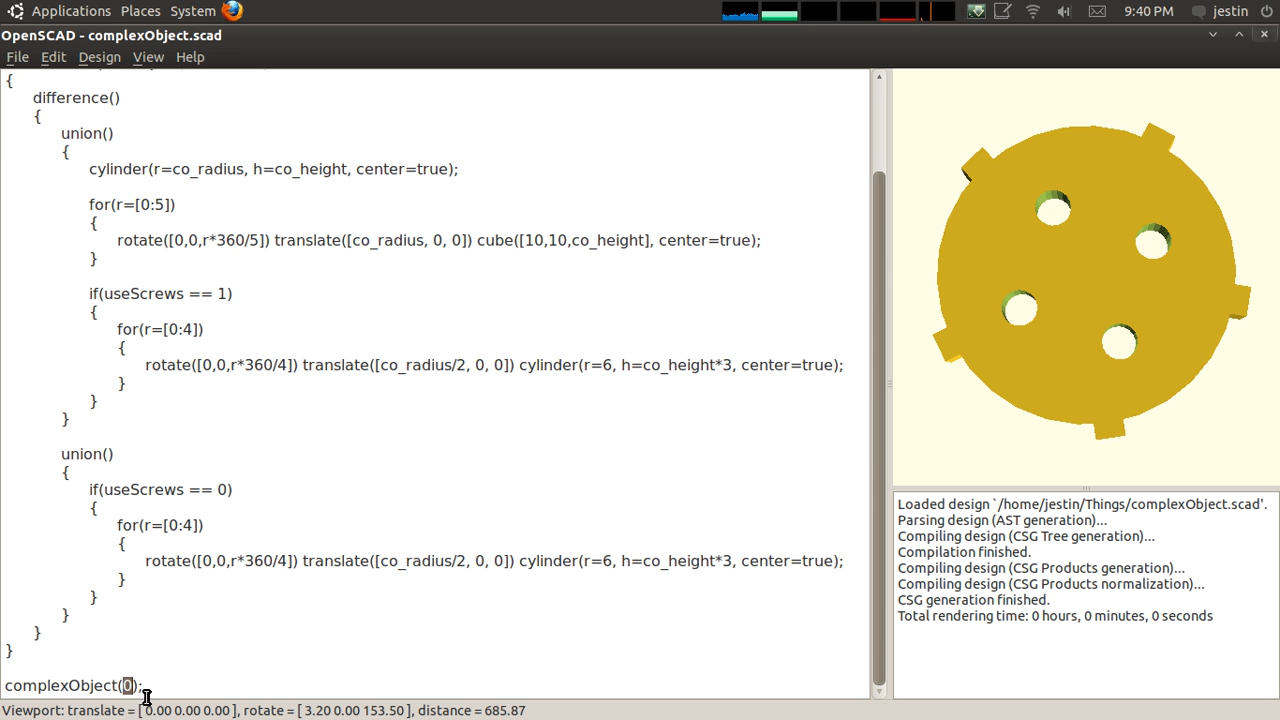 Applications Places System 9:40 PM jestin
OpenSCAD - complexObject.scad
File Edit Design View Help
{
difference()
{
union()
{
cylinder(r=co_radius, h=co_height, center=true);
for(r=[0:5])
{
rotate([0,0,r*360/5]) translate([co_radius, 0, 0]) cube([10,10,co_height], center=true);
}
if(useScrews == 1)
{
for(r=[0:4])
{
rotate([0,0,r*360/4]) translate([co_radius/2, 0, 0]) cylinder(r=6, h=co_height*3, center=true);
}
}
}
union()
{
if(useScrews == 0)
{
for(r=[0:4])
{
rotate([0,0,r*360/4]) translate([co_radius/2, 0, 0]) cylinder(r=6, h=co_height*3, center=true);
}
}
}
}
}
complexObject(0);
Loaded design `/home/jestin/Things/complexObject.scad'.
Parsing design (AST generation)...
Compiling design (CSG Tree generation)...
Compilation finished.
Compiling design (CSG Products generation)...
Compiling design (CSG Products normalization)...
CSG generation finished.
Total rendering time: 0 hours, 0 minutes, 0 seconds
Viewport: translate = [ 0.00 0.00 0.00 ], rotate = [ 3.20 0.00 153.50 ], distance = 685.87